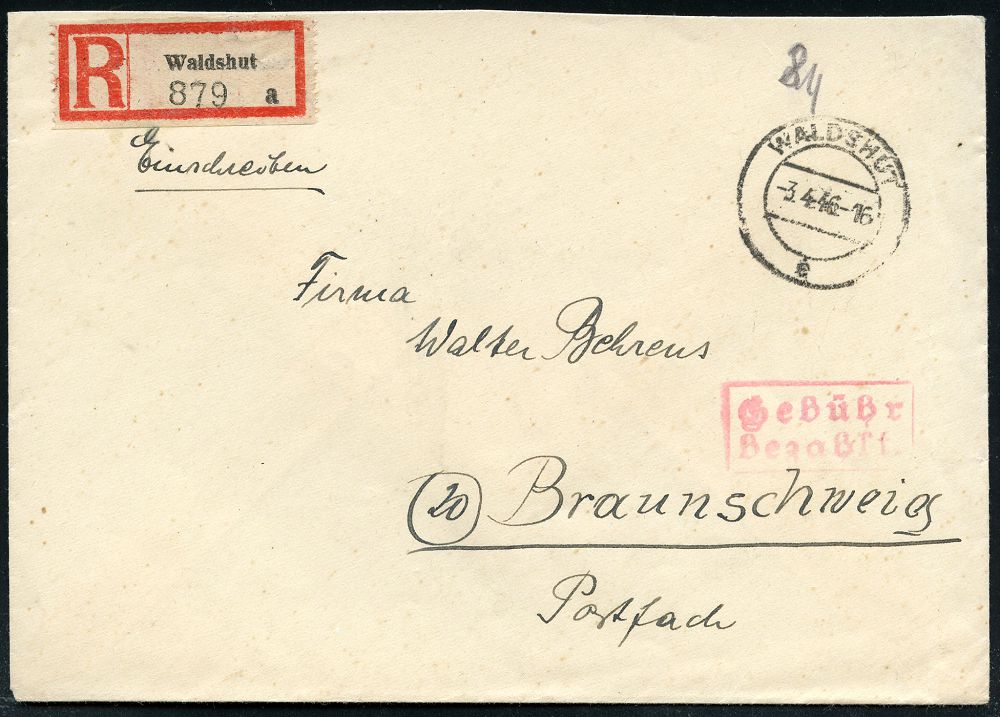 R
Waldshut
879 a
84
Einschreiben
WALDSHUT
-3.4.46-16
e
Firma
Walter Behrens
Gebühr
Bezahlt.
20 Braunschweig
Postfach